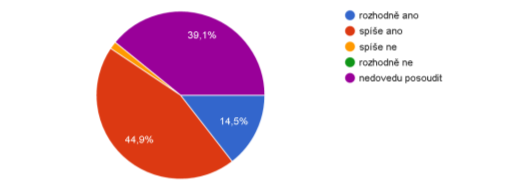 rozhodně ano
spíše ano
spíše ne
rozhodně ne
nedovedu posoudit
39,1%
14,5%
44,9%